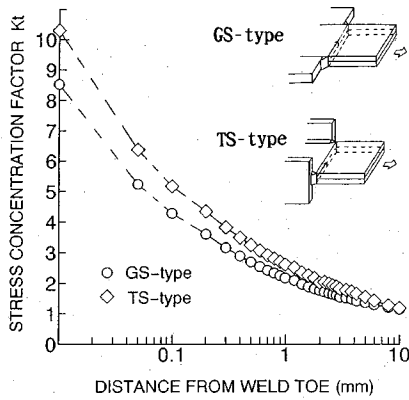 STRESS CONCENTRATION FACTOR Kt
10
9
8
7
6
5
4
3
2
1
0
GS-type
TS-type
GS-type
TS-type
0.1
1
10
DISTANCE FROM WELD TOE (mm)